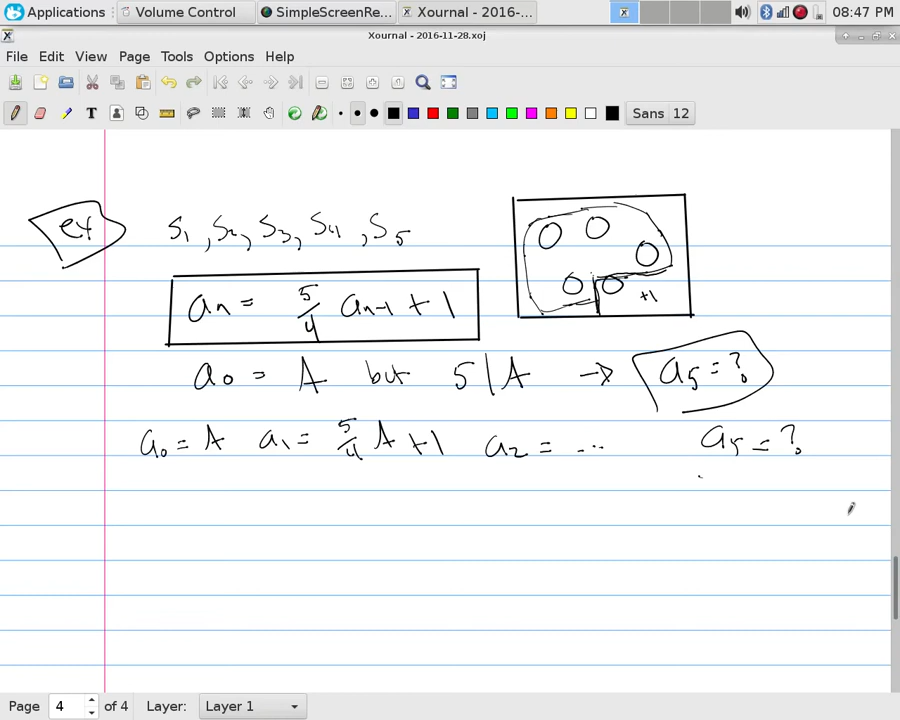 Applications Volume Control SimpleScreenRe... Xournal - 2016-... 08:47 PM
Xournal - 2016-11-28.xoj
File Edit View Page Tools Options Help
T Sans 12
ex S1, S2, S3, S4, S5
an = 5/4 an-1 + 1
+1
a0 = A but 5|A → a5 = ?
a0 = A a1 = 5/4 A + 1 a2 = ... a5 = ?
Page 4 of 4 Layer: Layer 1